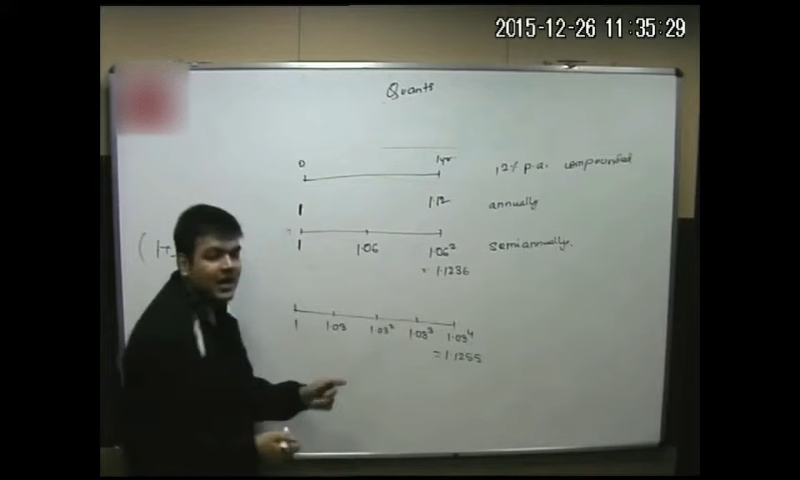 2015-12-26 11:35:29
Quants
0 1yr
12% p.a. compounded
1 1.12 annually
1 1.06 1.06² semiannually.
= 1.1236
(1+
1 1.03 1.03² 1.03³ 1.03⁴
= 1.1255